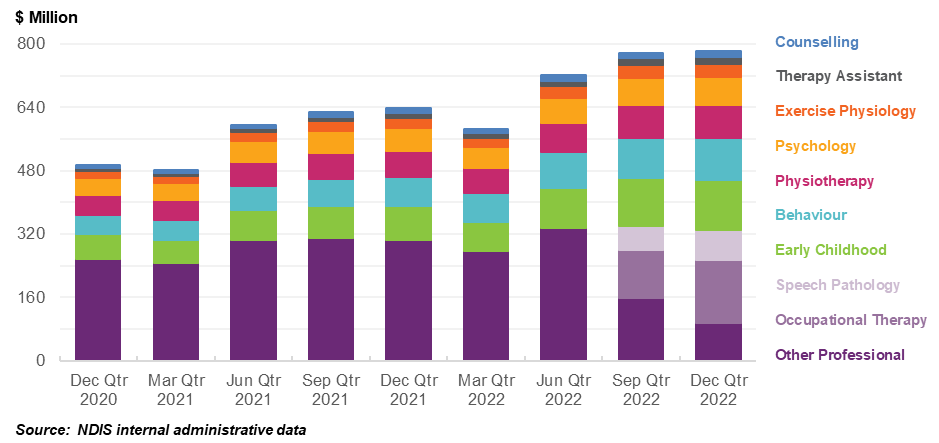 $ Million
800
640
480
320
160
0
Dec Qtr Mar Qtr Jun Qtr Sep Qtr Dec Qtr Mar Qtr Jun Qtr Sep Qtr Dec Qtr
2020 2021 2021 2021 2021 2022 2022 2022 2022
Counselling
Therapy Assistant
Exercise Physiology
Psychology
Physiotherapy
Behaviour
Early Childhood
Speech Pathology
Occupational Therapy
Other Professional
Source: NDIS internal administrative data